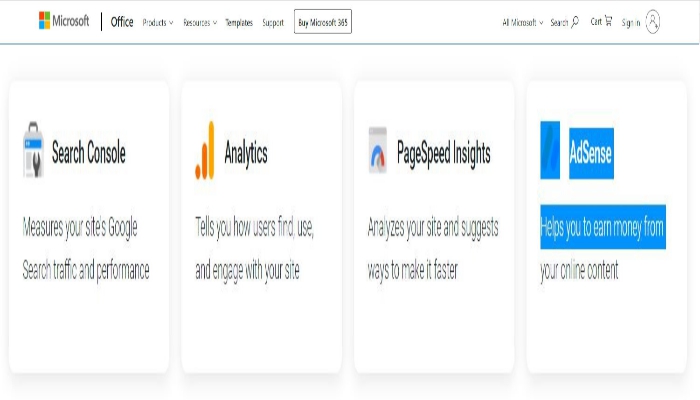 Microsoft Office Products Resources Templates Support Buy Microsoft 365 All Microsoft Search Cart Sign in
Search Console
Measures your site's Google
Search traffic and performance
Analytics
Tells you how users find, use,
and engage with your site
PageSpeed Insights
Analyzes your site and suggests
ways to make it faster
AdSense
Helps you to earn money from
your online content